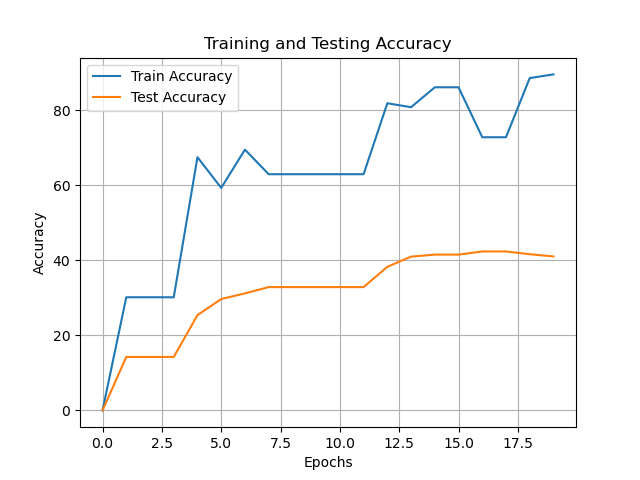 Training and Testing Accuracy
Train Accuracy
Test Accuracy
80
60
40
20
0
Accuracy
0.0 2.5 5.0 7.5 10.0 12.5 15.0 17.5
Epochs